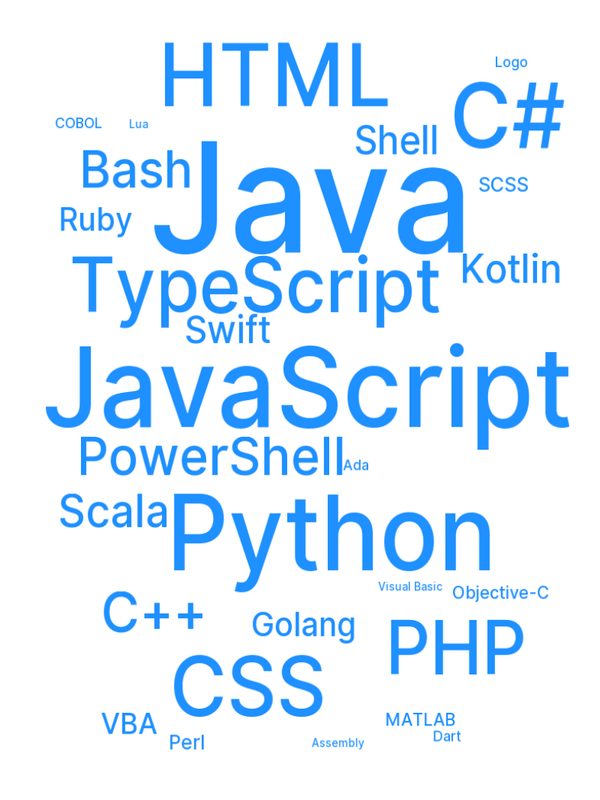 HTML
Logo
C#
COBOL
Lua
Shell
Bash
Java
SCSS
Ruby
Kotlin
TypeScript
Swift
JavaScript
PowerShell
Ada
Scala
Python
Visual Basic
Objective-C
C++
Golang
PHP
CSS
VBA
MATLAB
Dart
Perl
Assembly